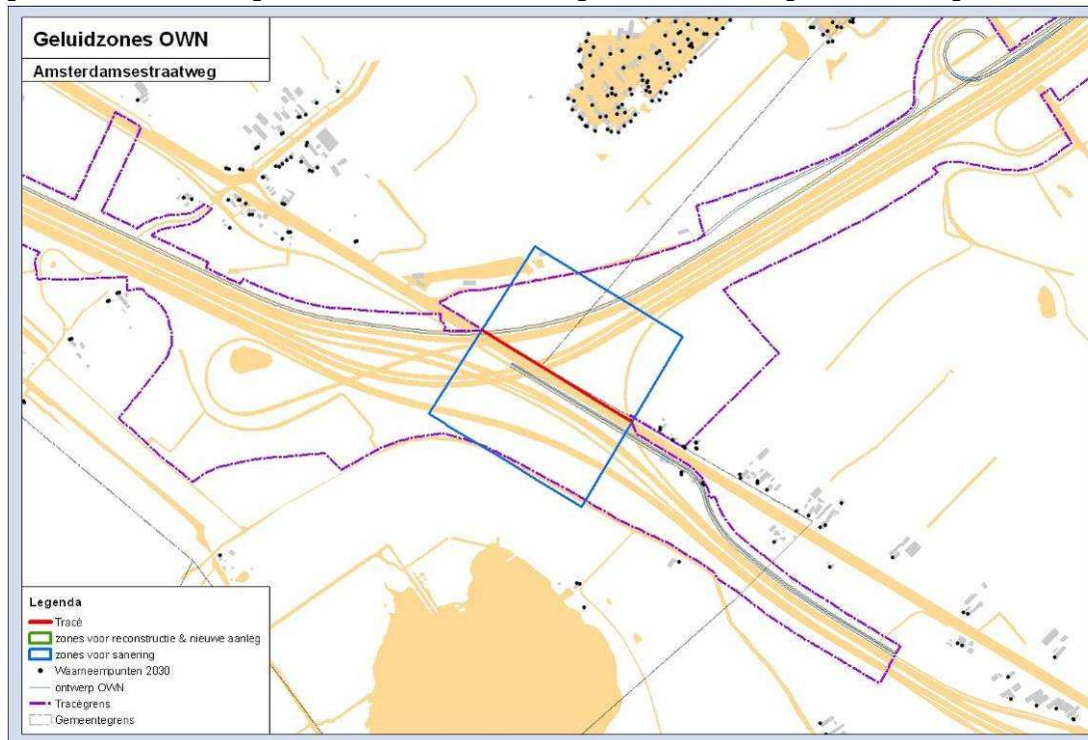 Geluidzones OWN
Amsterdamsestraatweg
Legenda
Tracé
zones voor reconstructie & nieuwe aanleg
zones voor sanering
Waarneempunten 2030
ontwerp OWN
Tracégrens
Gemeentegrens